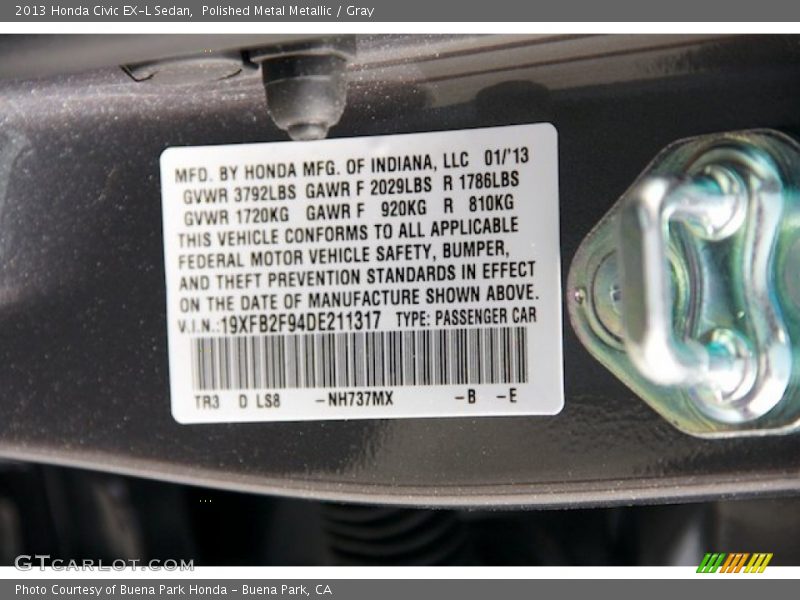 2013 Honda Civic EX-L Sedan, Polished Metal Metallic / Gray
MFD. BY HONDA MFG. OF INDIANA, LLC 01/'13
GVWR 3792LBS GAWR F 2029LBS R 1786LBS
GVWR 1720KG GAWR F 920KG R 810KG
THIS VEHICLE CONFORMS TO ALL APPLICABLE
FEDERAL MOTOR VEHICLE SAFETY, BUMPER,
AND THEFT PREVENTION STANDARDS IN EFFECT
ON THE DATE OF MANUFACTURE SHOWN ABOVE.
V.I.N.:19XFB2F94DE211317 TYPE: PASSENGER CAR
TR3 D LS8 -NH737MX -B -E
GTCARLOT.COM
Photo Courtesy of Buena Park Honda - Buena Park, CA